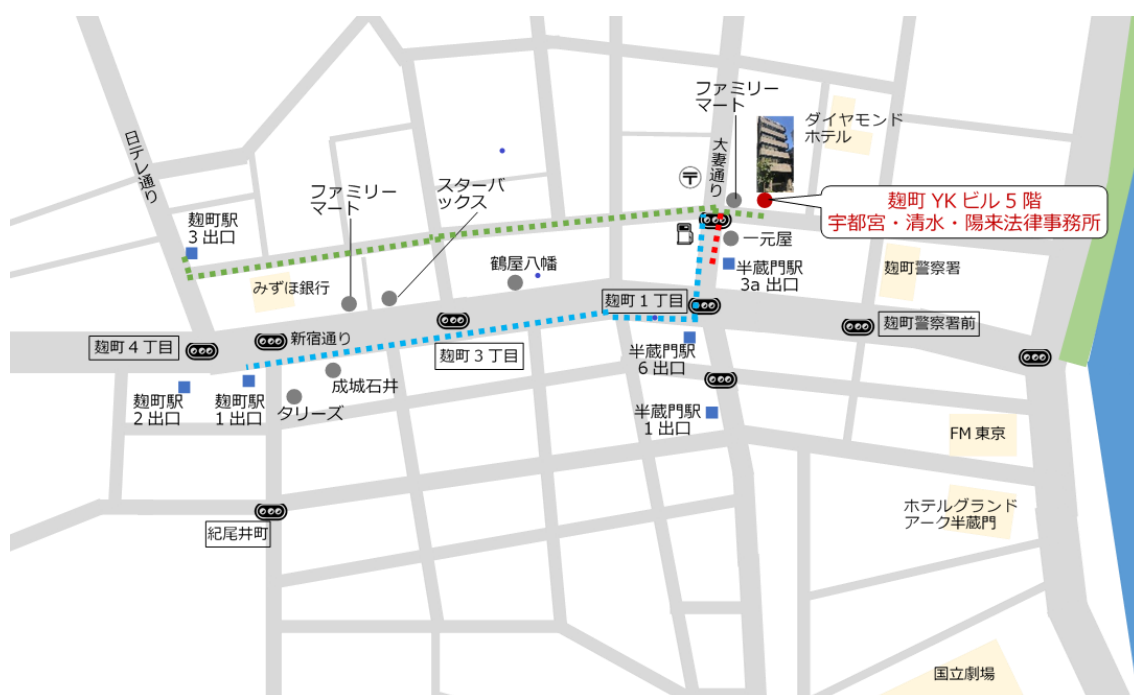 ファミリー
マート
ダイヤモンド
ホテル
大妻通り
〒
日テレ通り
麹町 YK ビル 5 階
宇都宮・清水・陽来法律事務所
ファミリー
マート
スターバ
ックス
麹町駅
3 出口
一元屋
鶴屋八幡
半蔵門駅
3a 出口
麹町警察署
みずほ銀行
麹町 1 丁目
麹町警察署前
新宿通り
麹町 4 丁目
麹町 3 丁目
半蔵門駅
6 出口
成城石井
麹町駅
2 出口
麹町駅
1 出口
タリーズ
半蔵門駅
1 出口
FM 東京
ホテルグランド
アーク半蔵門
紀尾井町
国立劇場